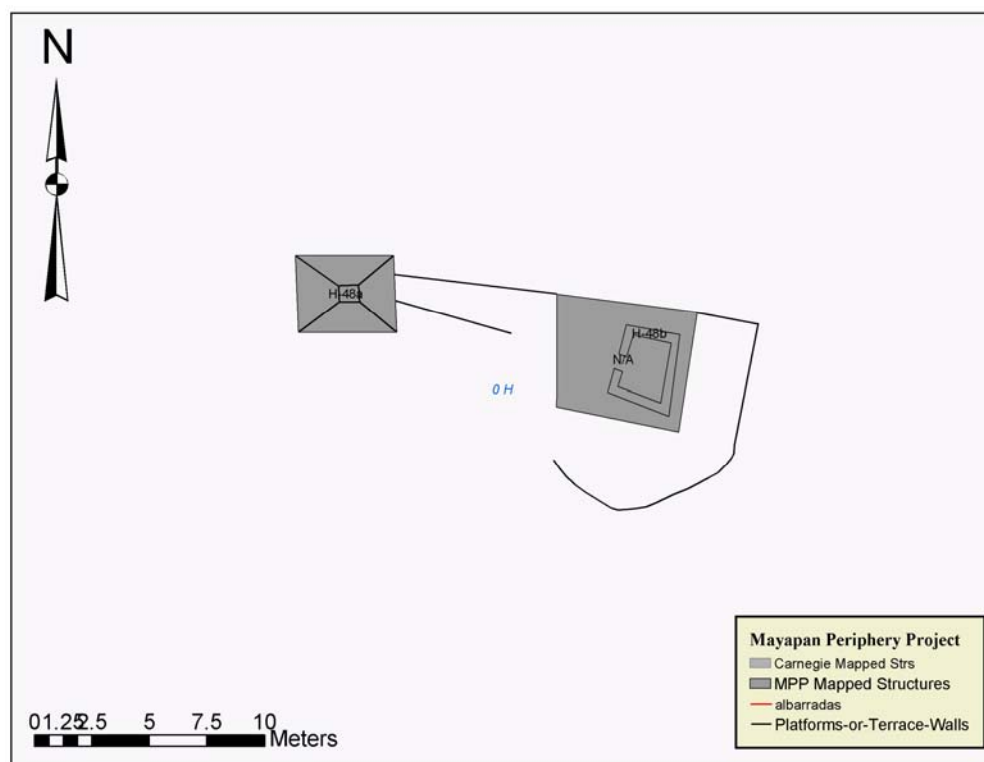 N
H-48a
H-48b
N/A
0 H
Mayapan Periphery Project
Carnegie Mapped Strs
MPP Mapped Structures
albarradas
Platforms-or-Terrace-Walls
01.252.5 5 7.5 10
Meters